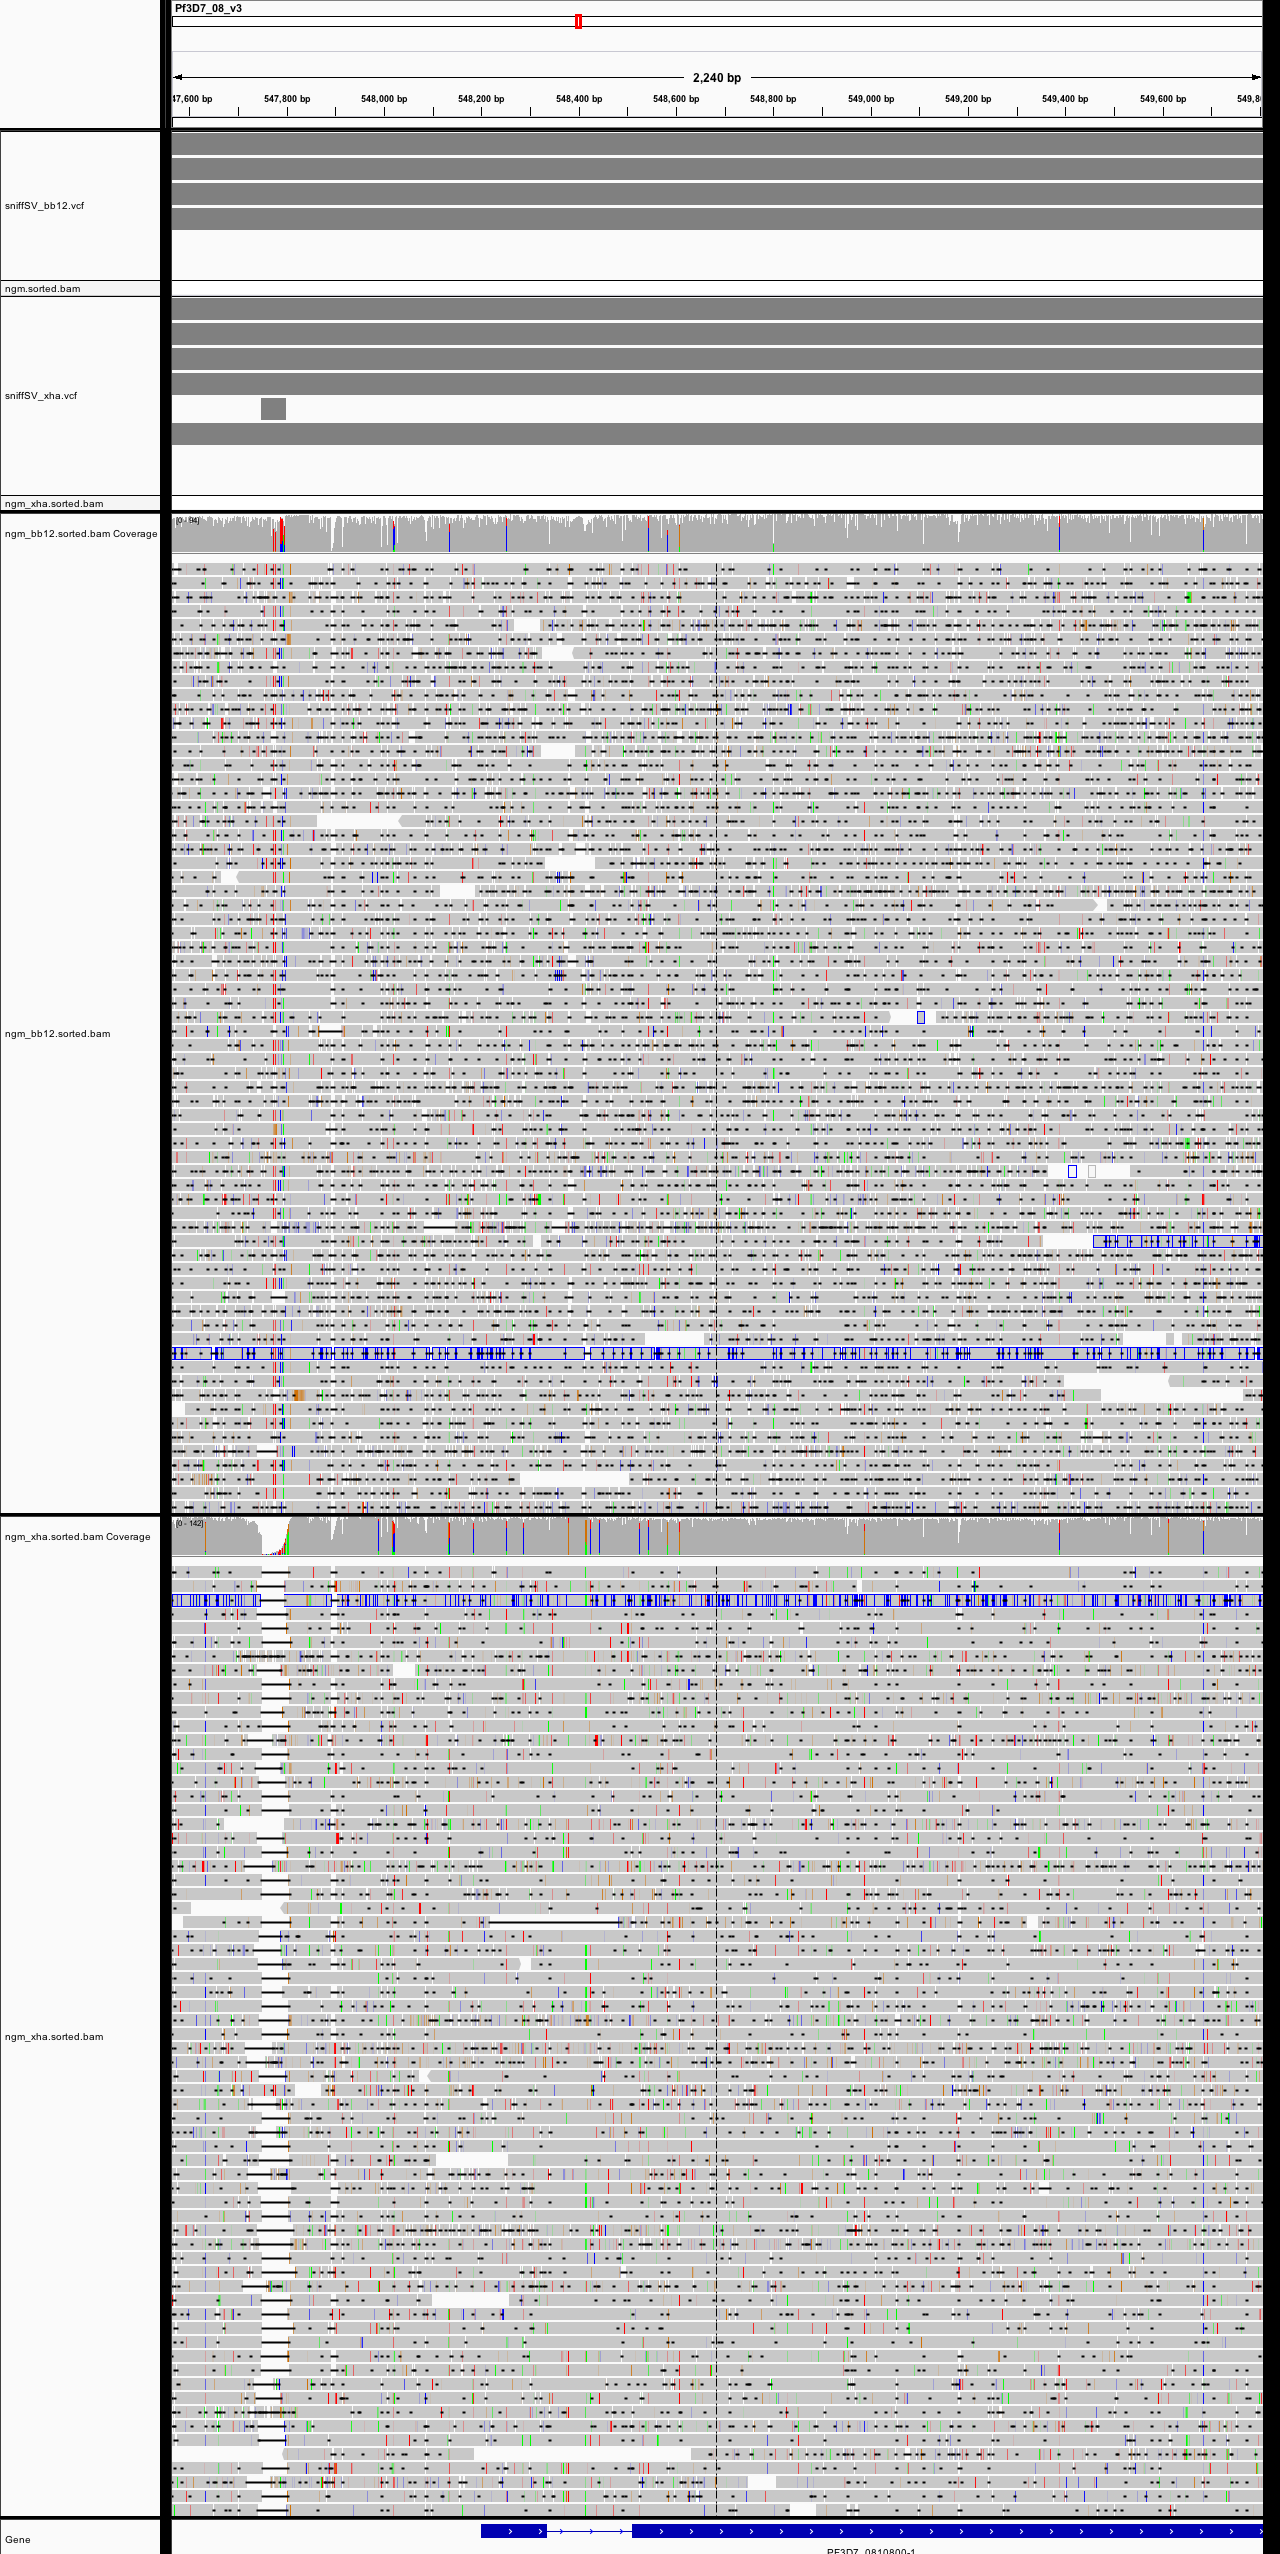 Pf3D7_08_v3
2,240 bp
47,600 bp 547,800 bp 548,000 bp 548,200 bp 548,400 bp 548,600 bp 548,800 bp 549,000 bp 549,200 bp 549,400 bp 549,600 bp 549,8
sniffSV_bb12.vcf
ngm.sorted.bam
sniffSV_xha.vcf
ngm_xha.sorted.bam
[0 - 94]
ngm_bb12.sorted.bam Coverage
ngm_bb12.sorted.bam
[0 - 142]
ngm_xha.sorted.bam Coverage
ngm_xha.sorted.bam
Gene
PF3D7_0810800-1